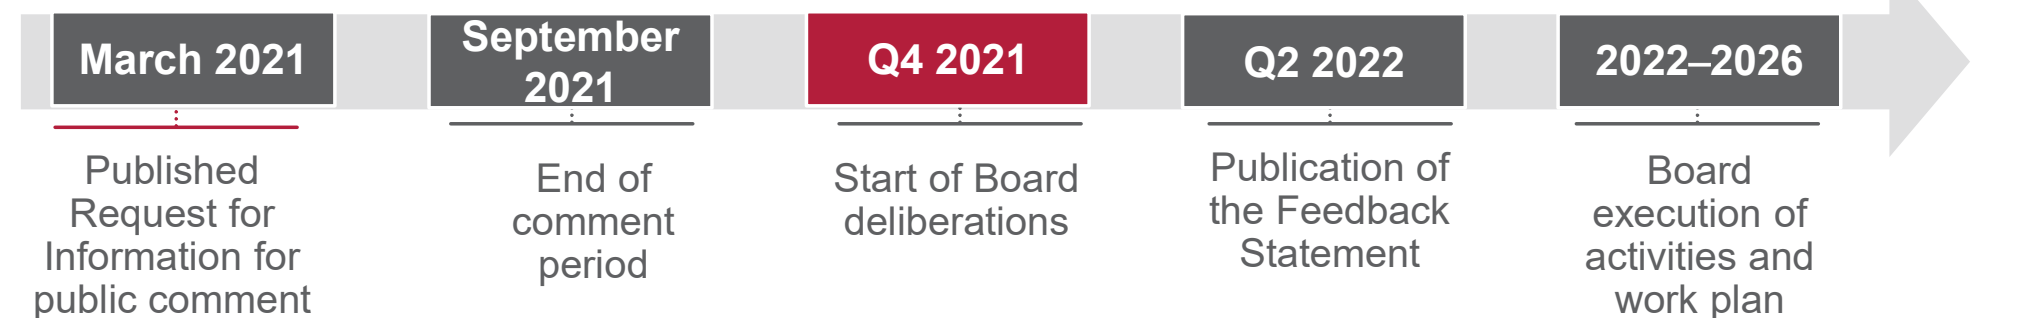 March 2021
Published
Request for
Information for
public comment
September
2021
End of
comment
period
Q4 2021
Start of Board
deliberations
Q2 2022
Publication of
the Feedback
Statement
2022–2026
Board
execution of
activities and
work plan